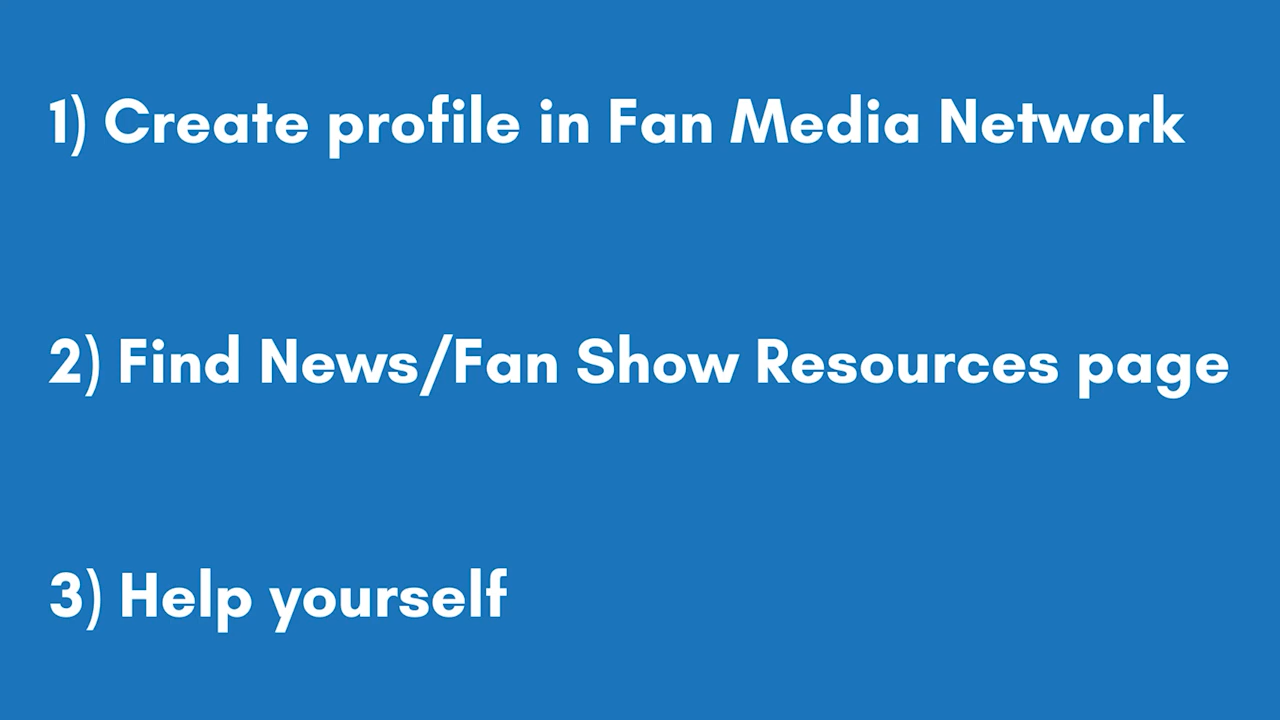 1) Create profile in Fan Media Network
2) Find News/Fan Show Resources page
3) Help yourself